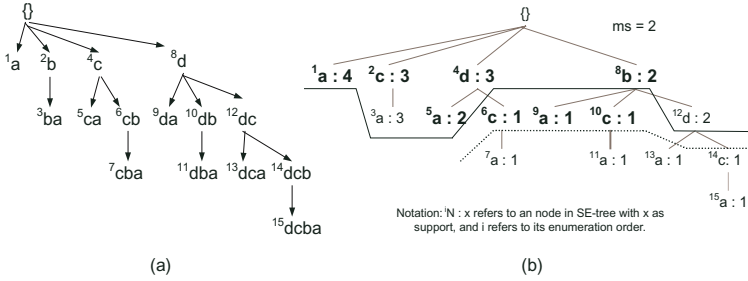 {}
{}
ms = 2
¹a ²b ⁴c ⁸d
¹a : 4 ²c : 3 ⁴d : 3 ⁸b : 2
³ba ⁵ca ⁶cb ⁹da ¹⁰db ¹²dc
³a : 3 ⁵a : 2 ⁶c : 1 ⁹a : 1 ¹⁰c : 1 ¹²d : 2
⁷cba ¹¹dba ¹³dca ¹⁴dcb
⁷a : 1 ¹¹a : 1 ¹³a : 1 ¹⁴c: 1
¹⁵dcba
¹⁵a : 1
Notation: ⁱN : x refers to an node in SE-tree with x as
support, and i refers to its enumeration order.
(a) (b)